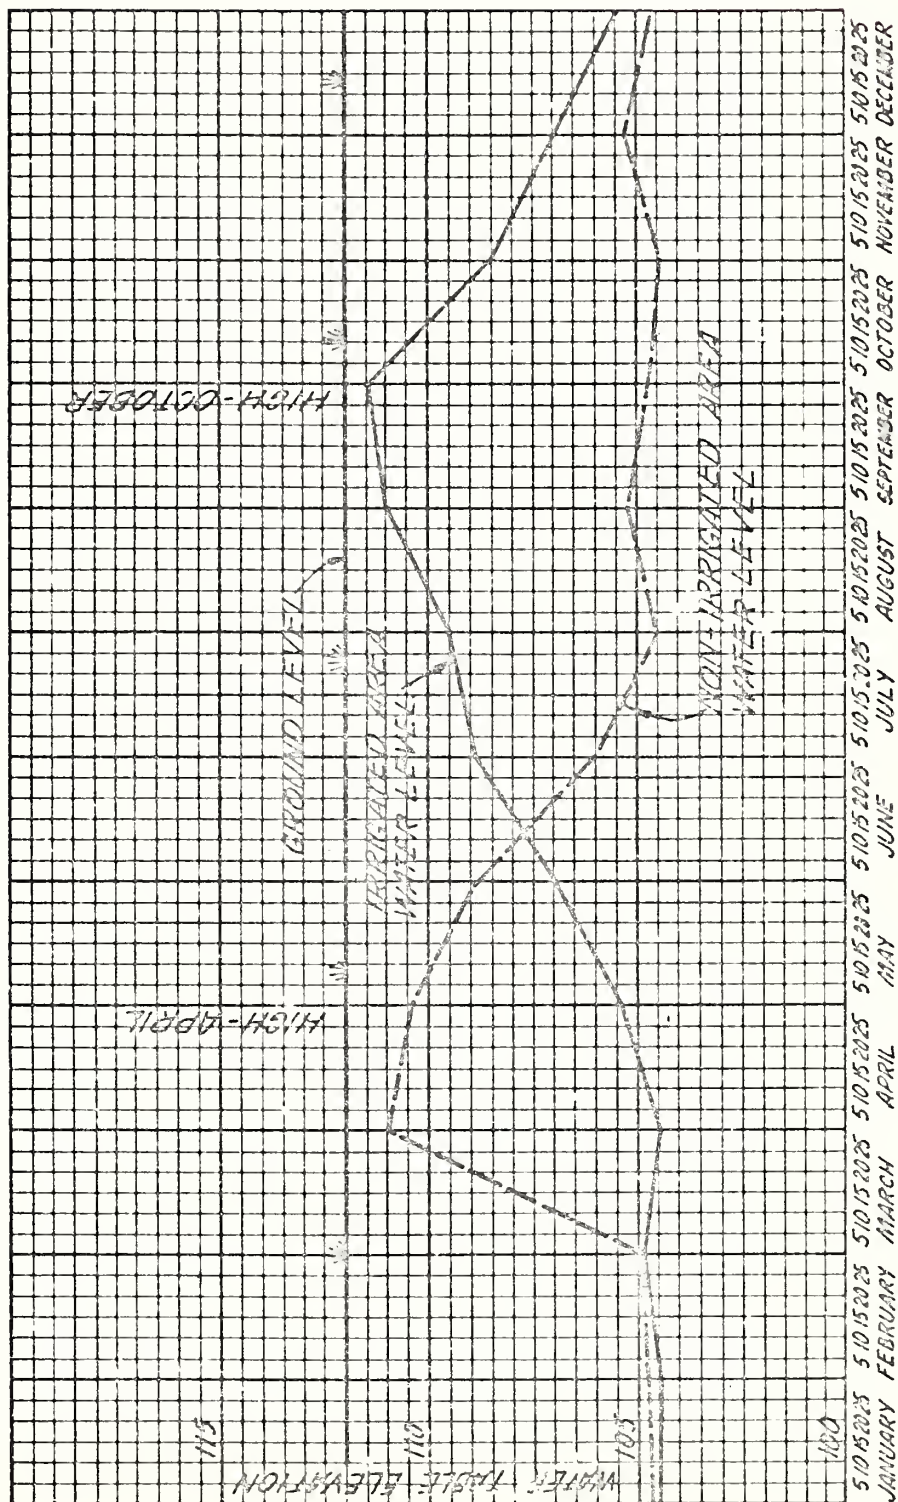 WATER TABLE ELEVATION
115
110
105
100
HIGH-APRIL
HIGH-OCTOBER
GROUND LEVEL
IRRIGATED AREA
WATER LEVEL
NON-IRRIGATED AREA
WATER LEVEL
5 10 15 20 25 5 10 15 20 25 5 10 15 20 25 5 10 15 20 25 5 10 15 20 25 5 10 15 20 25 5 10 15 20 25 5 10 15 20 25 5 10 15 20 25 5 10 15 20 25 5 10 15 20 25 5 10 15 20 25
JANUARY FEBRUARY MARCH APRIL MAY JUNE JULY AUGUST SEPTEMBER OCTOBER NOVEMBER DECEMBER